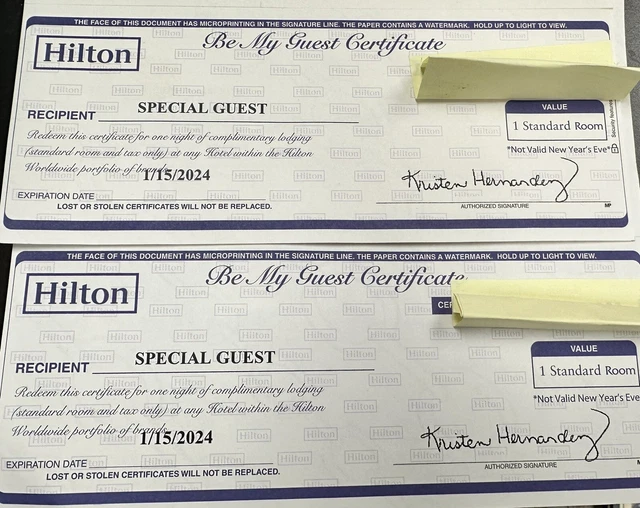 THE FACE OF THIS DOCUMENT HAS MICROPRINTING IN THE SIGNATURE LINE. THE PAPER CONTAINS A WATERMARK. HOLD UP TO LIGHT TO VIEW.
Hilton
Be My Guest Certificate
RECIPIENT SPECIAL GUEST
VALUE
1 Standard Room
Redeem this certificate for one night of complimentary lodging
(standard room and tax only) at any Hotel within the Hilton
Worldwide portfolio of brands.
*Not Valid New Year's Eve*
1/15/2024
Kristen Hernandez
EXPIRATION DATE
AUTHORIZED SIGNATURE
MP
LOST OR STOLEN CERTIFICATES WILL NOT BE REPLACED.
THE FACE OF THIS DOCUMENT HAS MICROPRINTING IN THE SIGNATURE LINE. THE PAPER CONTAINS A WATERMARK. HOLD UP TO LIGHT TO VIEW.
Hilton
Be My Guest Certificate
RECIPIENT SPECIAL GUEST
VALUE
1 Standard Room
Redeem this certificate for one night of complimentary lodging
(standard room and tax only) at any Hotel within the Hilton
Worldwide portfolio of brands.
*Not Valid New Year's Eve
1/15/2024
Kristen Hernandez
EXPIRATION DATE
AUTHORIZED SIGNATURE
LOST OR STOLEN CERTIFICATES WILL NOT BE REPLACED.